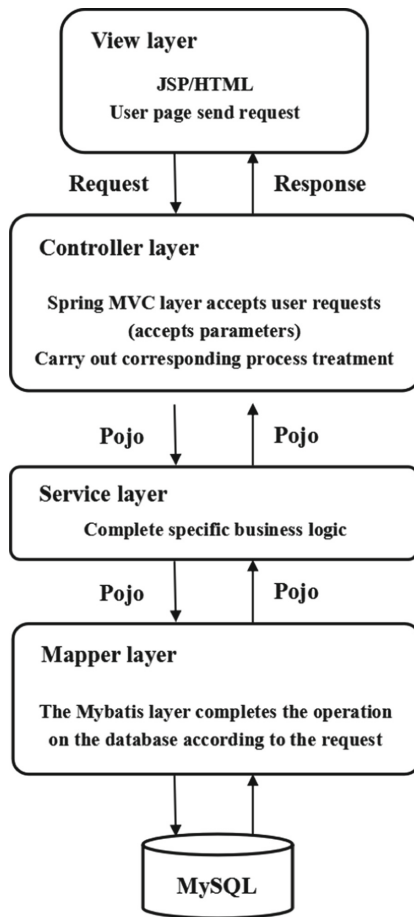 View layer
JSP/HTML
User page send request
Request
Response
Controller layer
Spring MVC layer accepts user requests
(accepts parameters)
Carry out corresponding process treatment
Pojo
Pojo
Service layer
Complete specific business logic
Pojo
Pojo
Mapper layer
The Mybatis layer completes the operation
on the database according to the request
MySQL